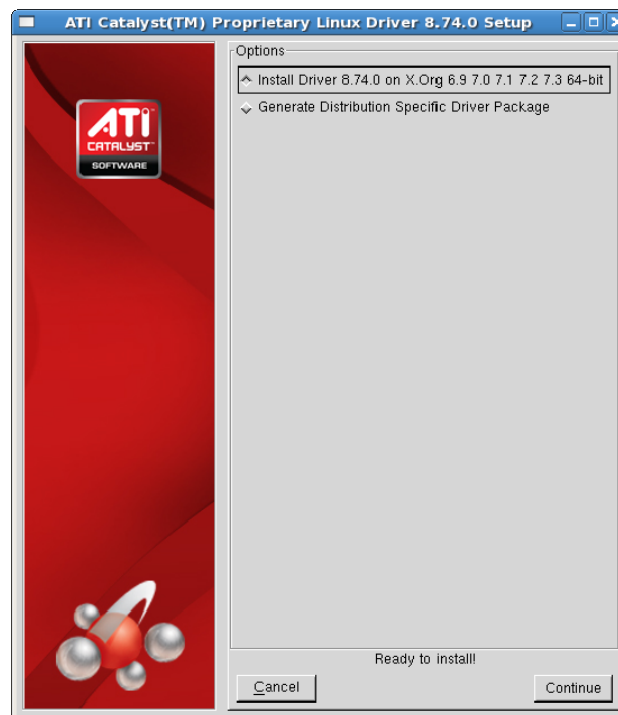 ATI Catalyst(TM) Proprietary Linux Driver 8.74.0 Setup
ATI
CATALYST™
SOFTWARE
Options
Install Driver 8.74.0 on X.Org 6.9 7.0 7.1 7.2 7.3 64-bit
Generate Distribution Specific Driver Package
Ready to install!
Cancel
Continue